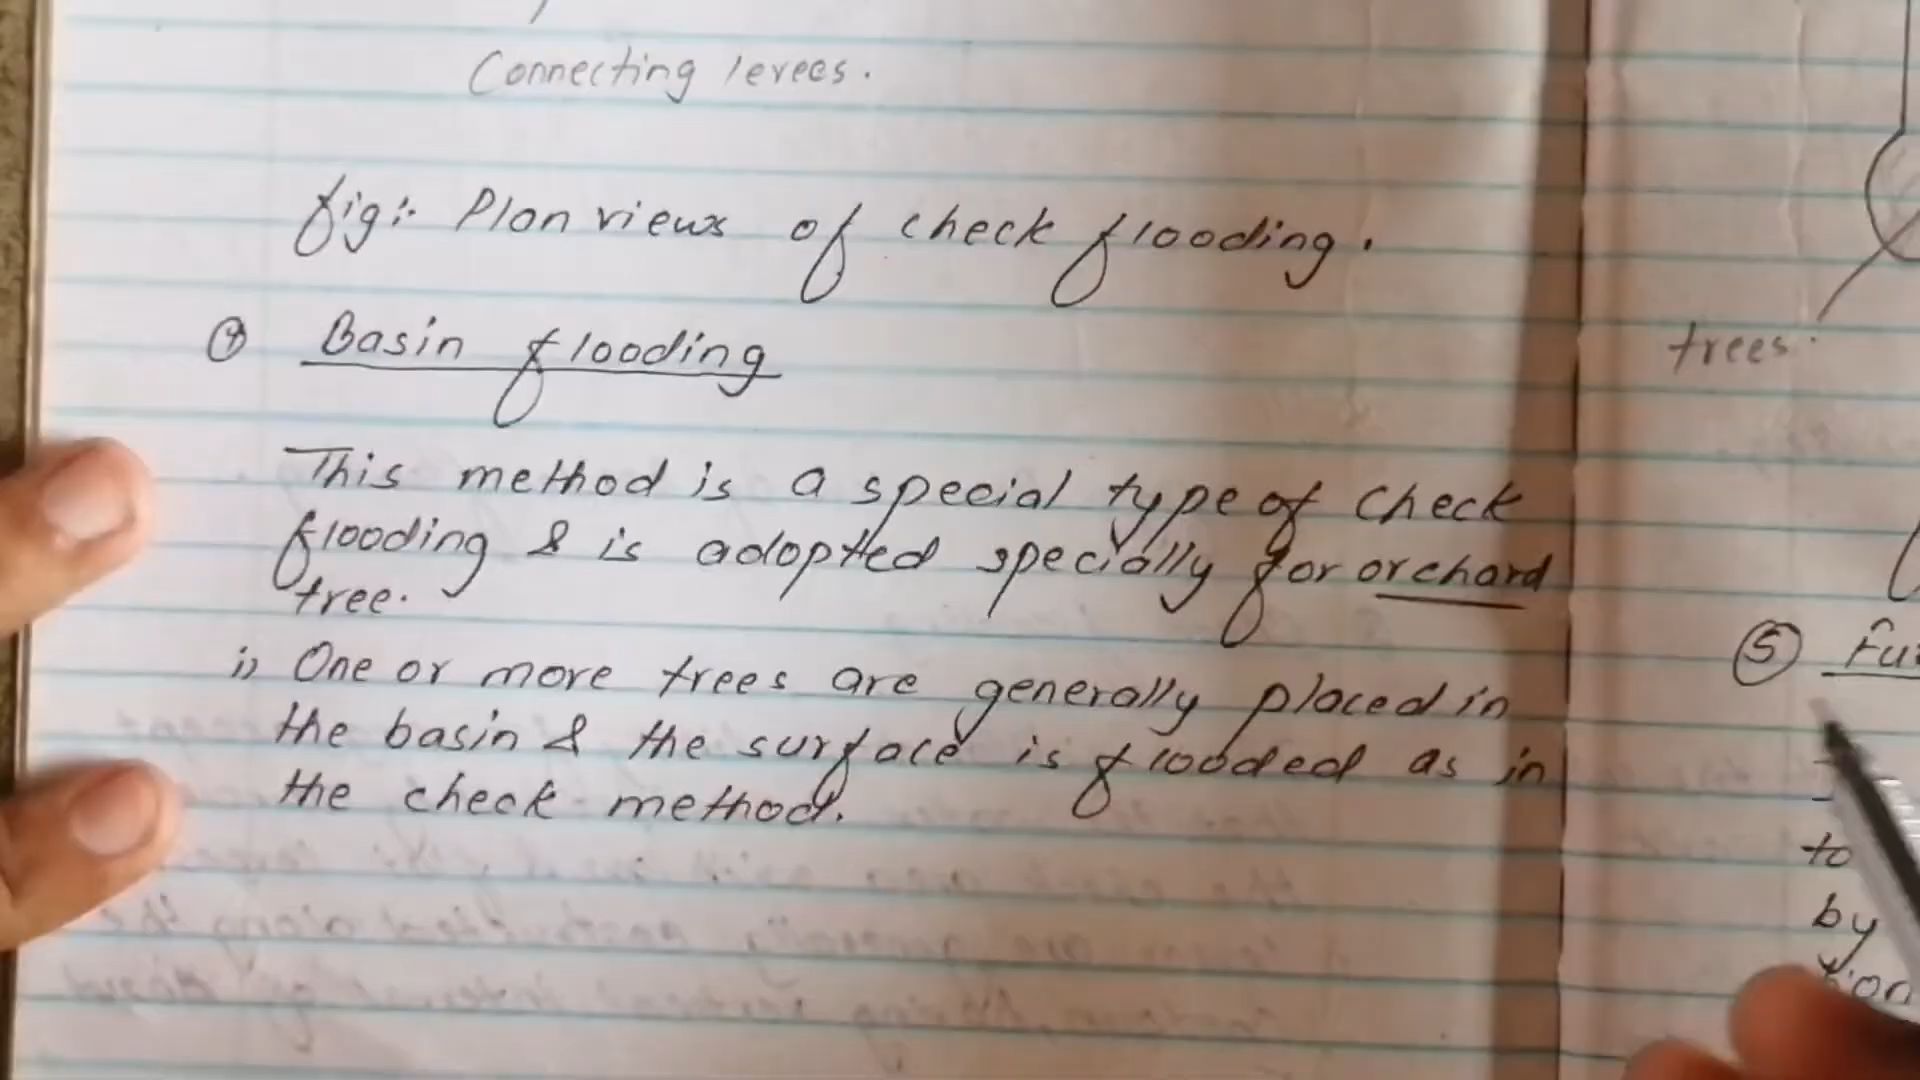 Connecting levees.
fig:- Plan views of check flooding.
④ Basin flooding
This method is a special type of check
flooding & is adopted specially for orchard
tree.
i) One or more trees are generally placed in
the basin & the surface is flooded as in
the check method.
trees.
⑤
to
by